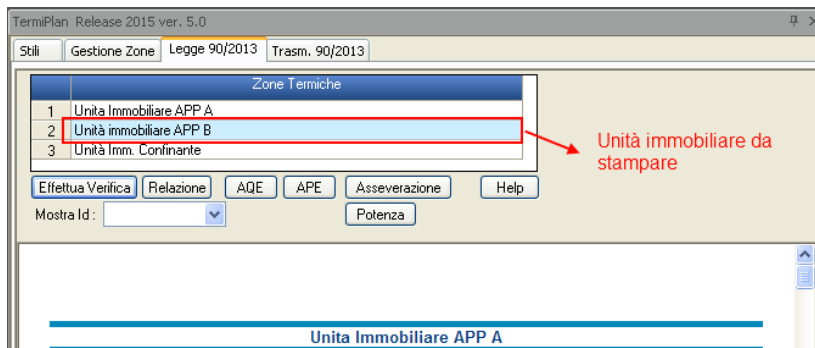 TermiPlan Release 2015 ver. 5.0
Stili Gestione Zone Legge 90/2013 Trasm. 90/2013
Zone Termiche
1 Unita Immobiliare APP A
2 Unità immobiliare APP B
3 Unità Imm. Confinante
Unità immobiliare da
stampare
Effettua Verifica Relazione AQE APE Asseverazione Help
Mostra Id : Potenza
Unita Immobiliare APP A